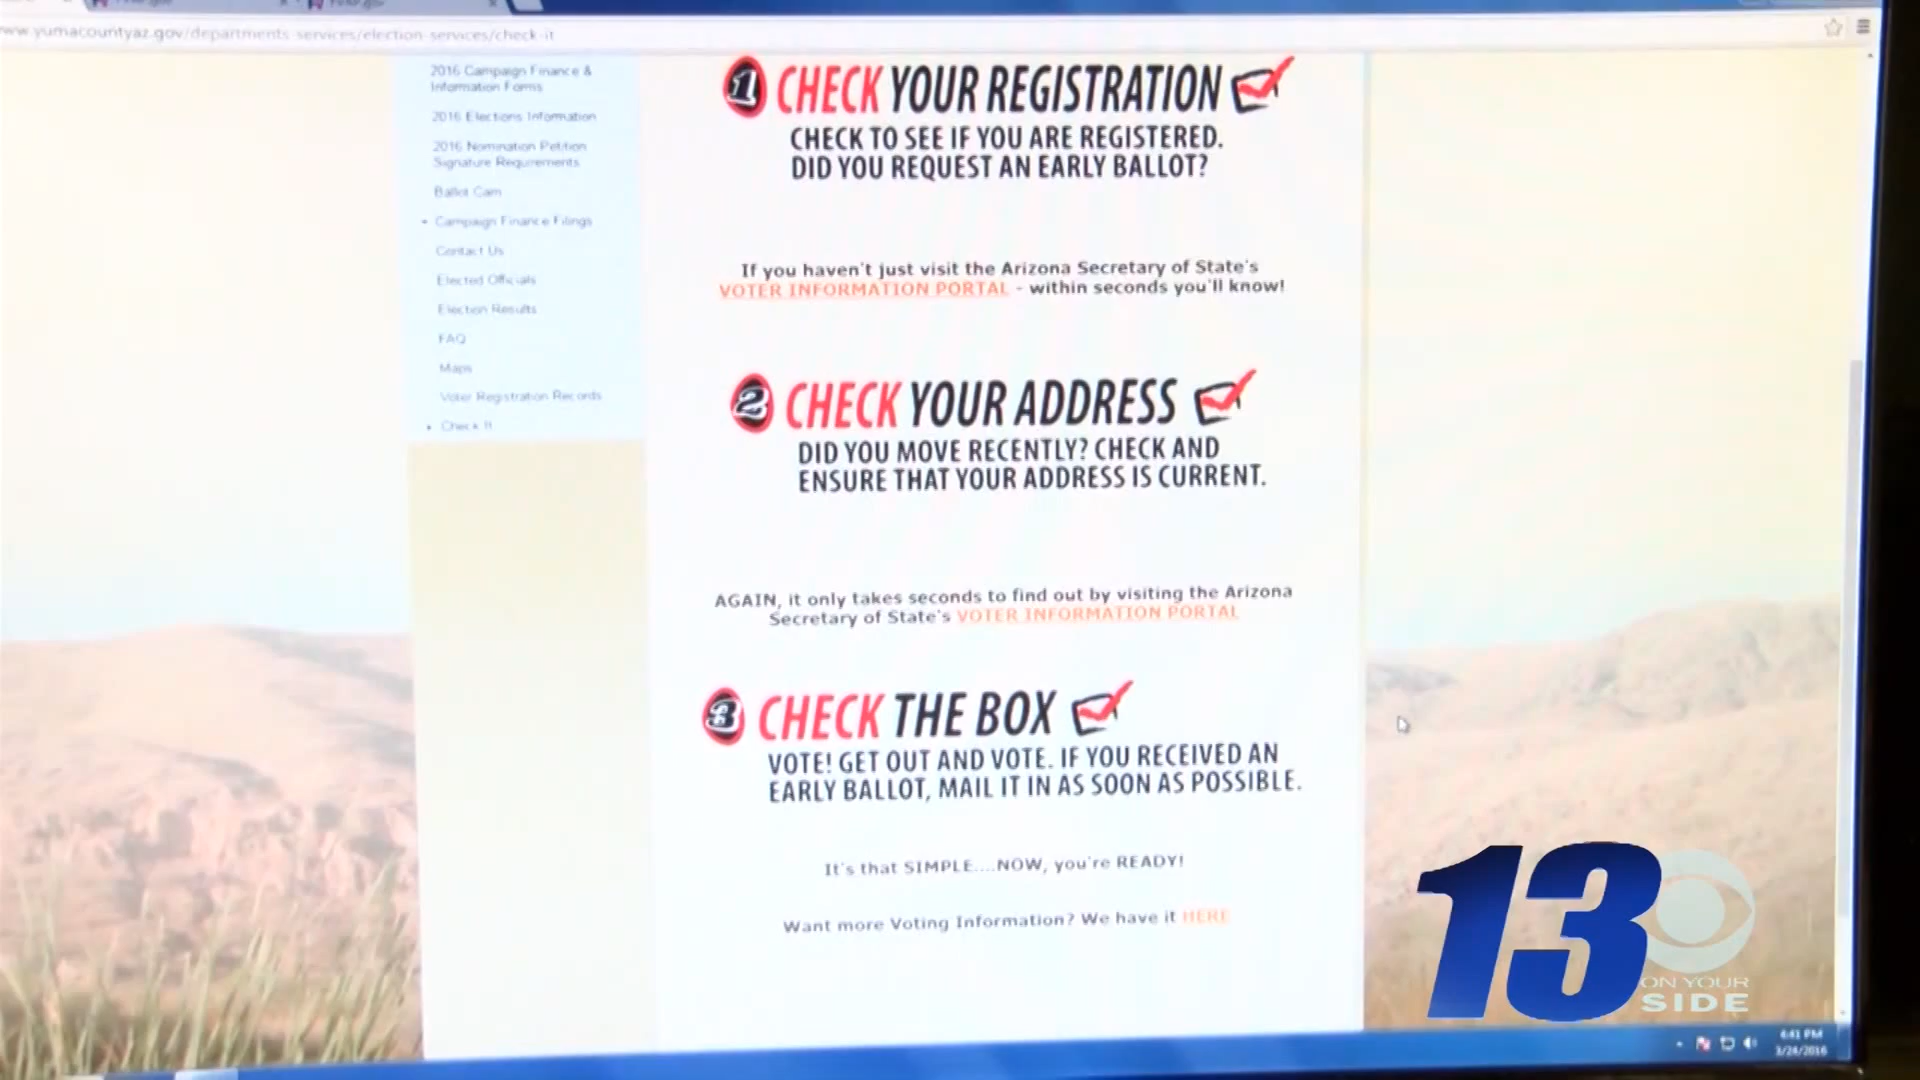 www.yumacountyaz.gov/departments-services/election-services/check-it
2016 Campaign Finance &
Information Forms
2016 Elections Information
2016 Nomination Petition
Signature Requirements
Ballot Cam
Campaign Finance Filings
Contact Us
Elected Officials
Election Results
FAQ
Maps
Voter Registration Records
Check It
1 CHECK YOUR REGISTRATION
CHECK TO SEE IF YOU ARE REGISTERED.
DID YOU REQUEST AN EARLY BALLOT?
If you haven't just visit the Arizona Secretary of State's
VOTER INFORMATION PORTAL - within seconds you'll know!
2 CHECK YOUR ADDRESS
DID YOU MOVE RECENTLY? CHECK AND
ENSURE THAT YOUR ADDRESS IS CURRENT.
AGAIN, it only takes seconds to find out by visiting the Arizona
Secretary of State's VOTER INFORMATION PORTAL
3 CHECK THE BOX
VOTE! GET OUT AND VOTE. IF YOU RECEIVED AN
EARLY BALLOT, MAIL IT IN AS SOON AS POSSIBLE.
It's that SIMPLE....NOW, you're READY!
Want more Voting Information? We have it HERE
13
ON YOUR
SIDE
6:41 PM
3/24/2016